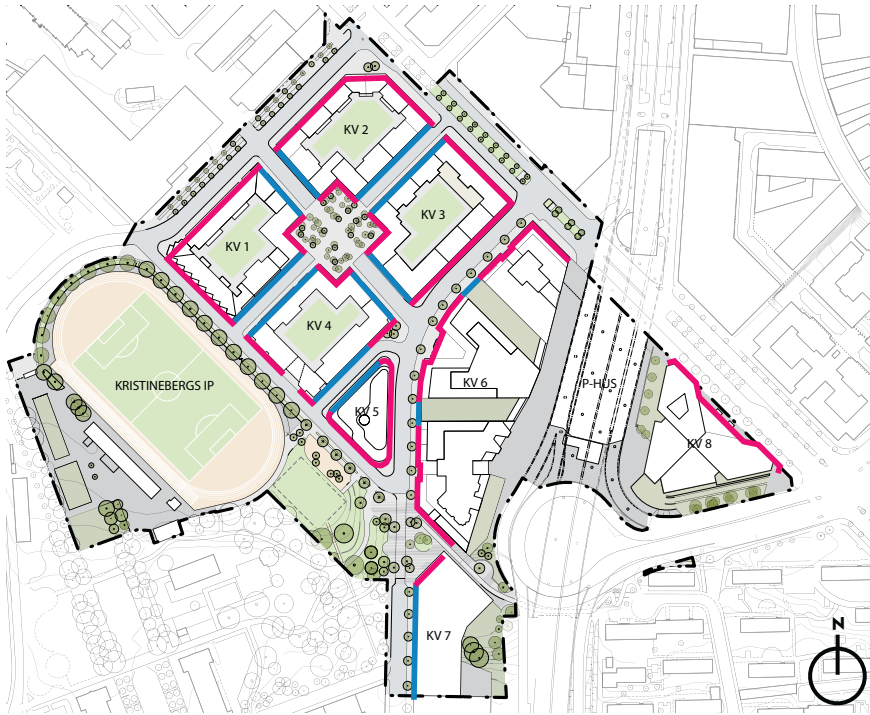 KV 2
KV 3
KV 1
KV 4
KRISTINEBERGS IP
KV 6
P-HUS
KV 5
KV 8
N
KV 7